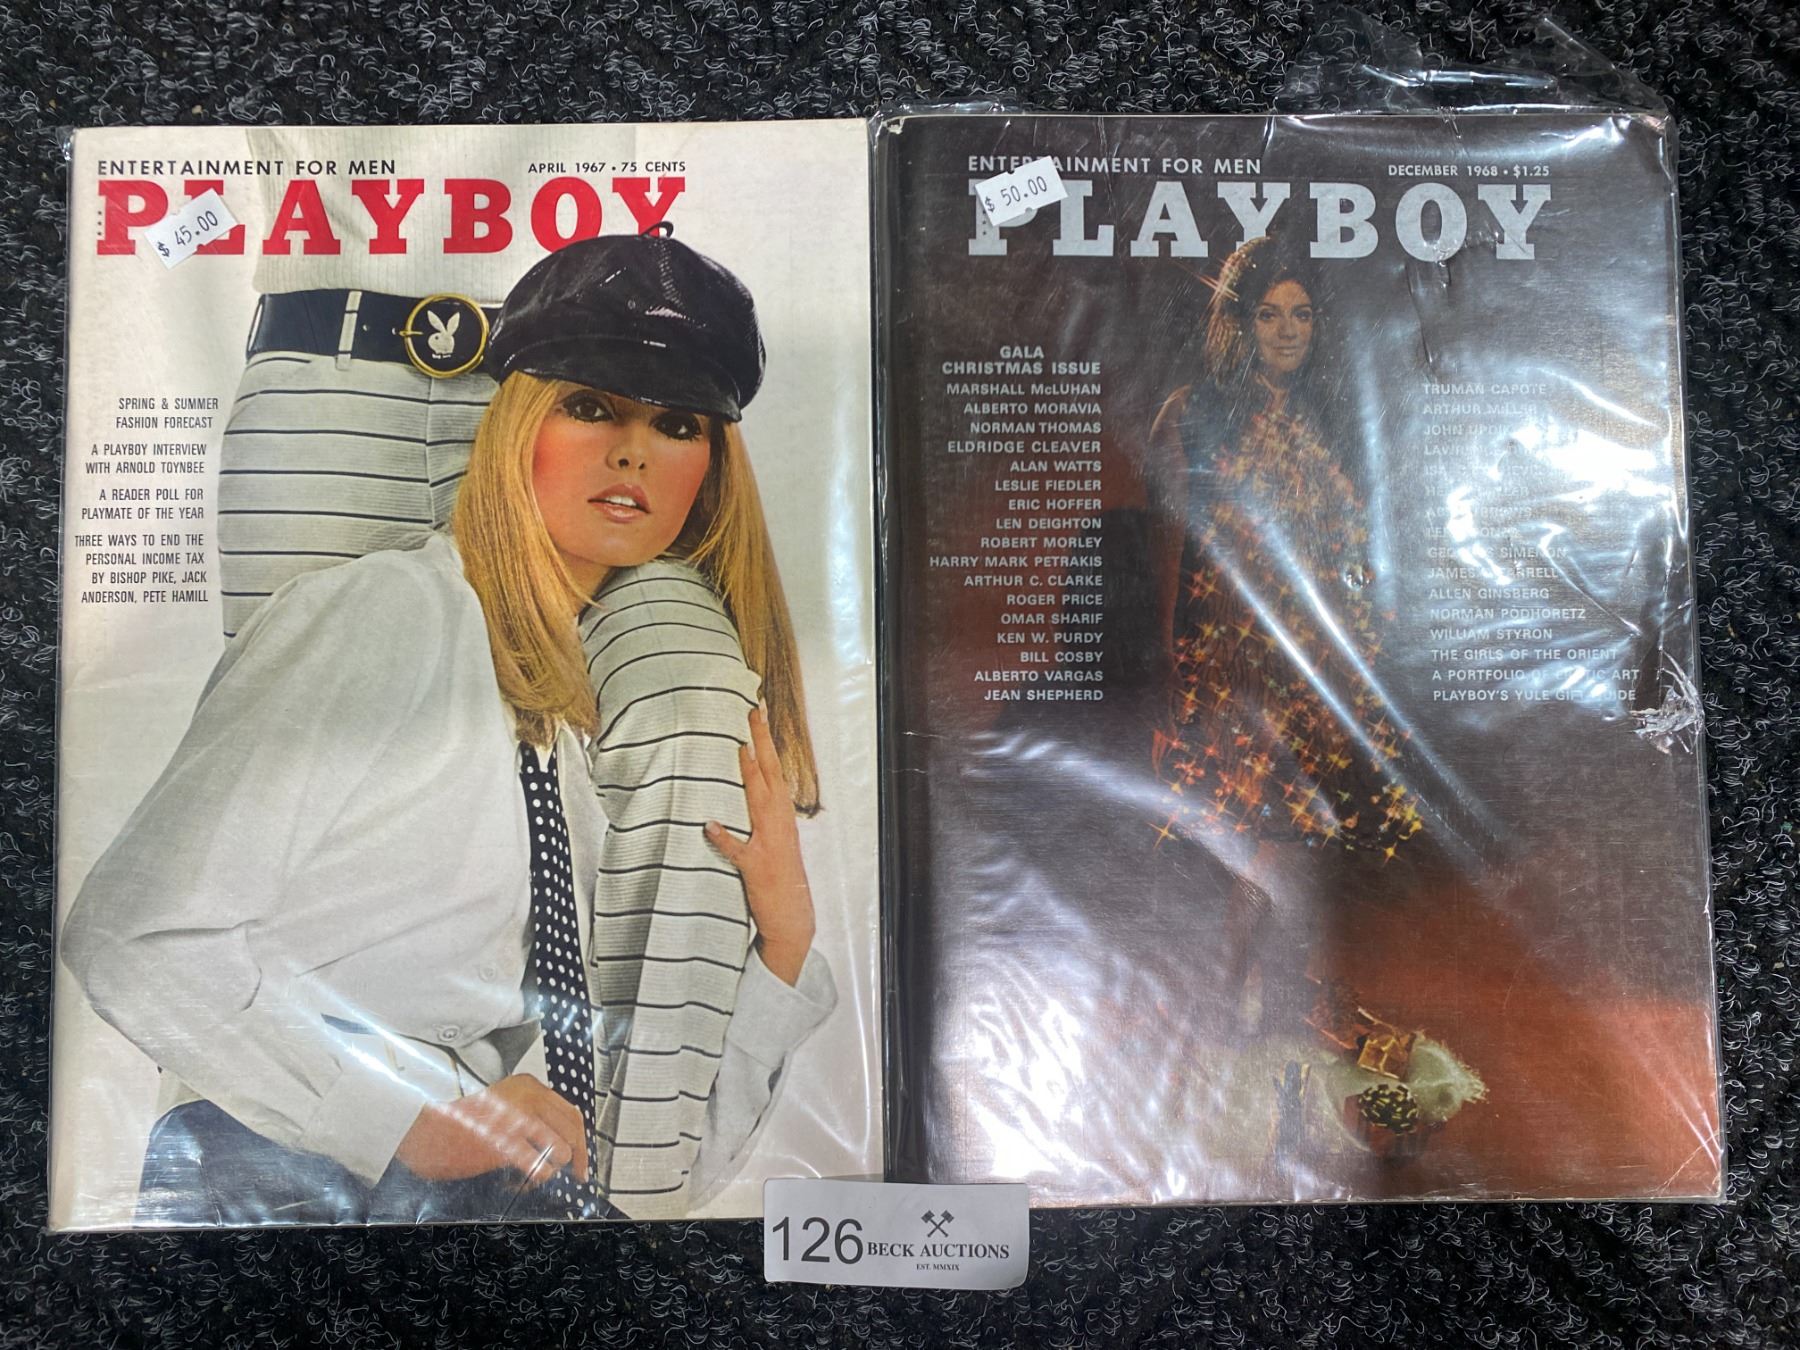 ENTERTAINMENT FOR MEN
APRIL 1967 • 75 CENTS
PLAYBOY
$ 45.00
SPRING & SUMMER
FASHION FORECAST
A PLAYBOY INTERVIEW
WITH ARNOLD TOYNBEE
A READER POLL FOR
PLAYMATE OF THE YEAR
THREE WAYS TO END THE
PERSONAL INCOME TAX
BY BISHOP PIKE, JACK
ANDERSON, PETE HAMILL
ENTERTAINMENT FOR MEN
DECEMBER 1968 • $1.25
PLAYBOY
$ 50.00
GALA
CHRISTMAS ISSUE
MARSHALL McLUHAN
ALBERTO MORAVIA
NORMAN THOMAS
ELDRIDGE CLEAVER
ALAN WATTS
LESLIE FIEDLER
ERIC HOFFER
LEN DEIGHTON
ROBERT MORLEY
HARRY MARK PETRAKIS
ARTHUR C. CLARKE
ROGER PRICE
OMAR SHARIF
KEN W. PURDY
BILL COSBY
ALBERTO VARGAS
JEAN SHEPHERD
TRUMAN CAPOTE
ARTHUR MILLER
JOHN
GEORGES SIMENON
JAMES
ALLEN GINSBERG
NORMAN PODHORETZ
WILLIAM STYRON
THE GIRLS OF THE ORIENT
A PORTFOLIO OF EROTIC ART
PLAYBOY'S YULE GIFT GUIDE
126
BECK AUCTIONS
EST. MMXIX